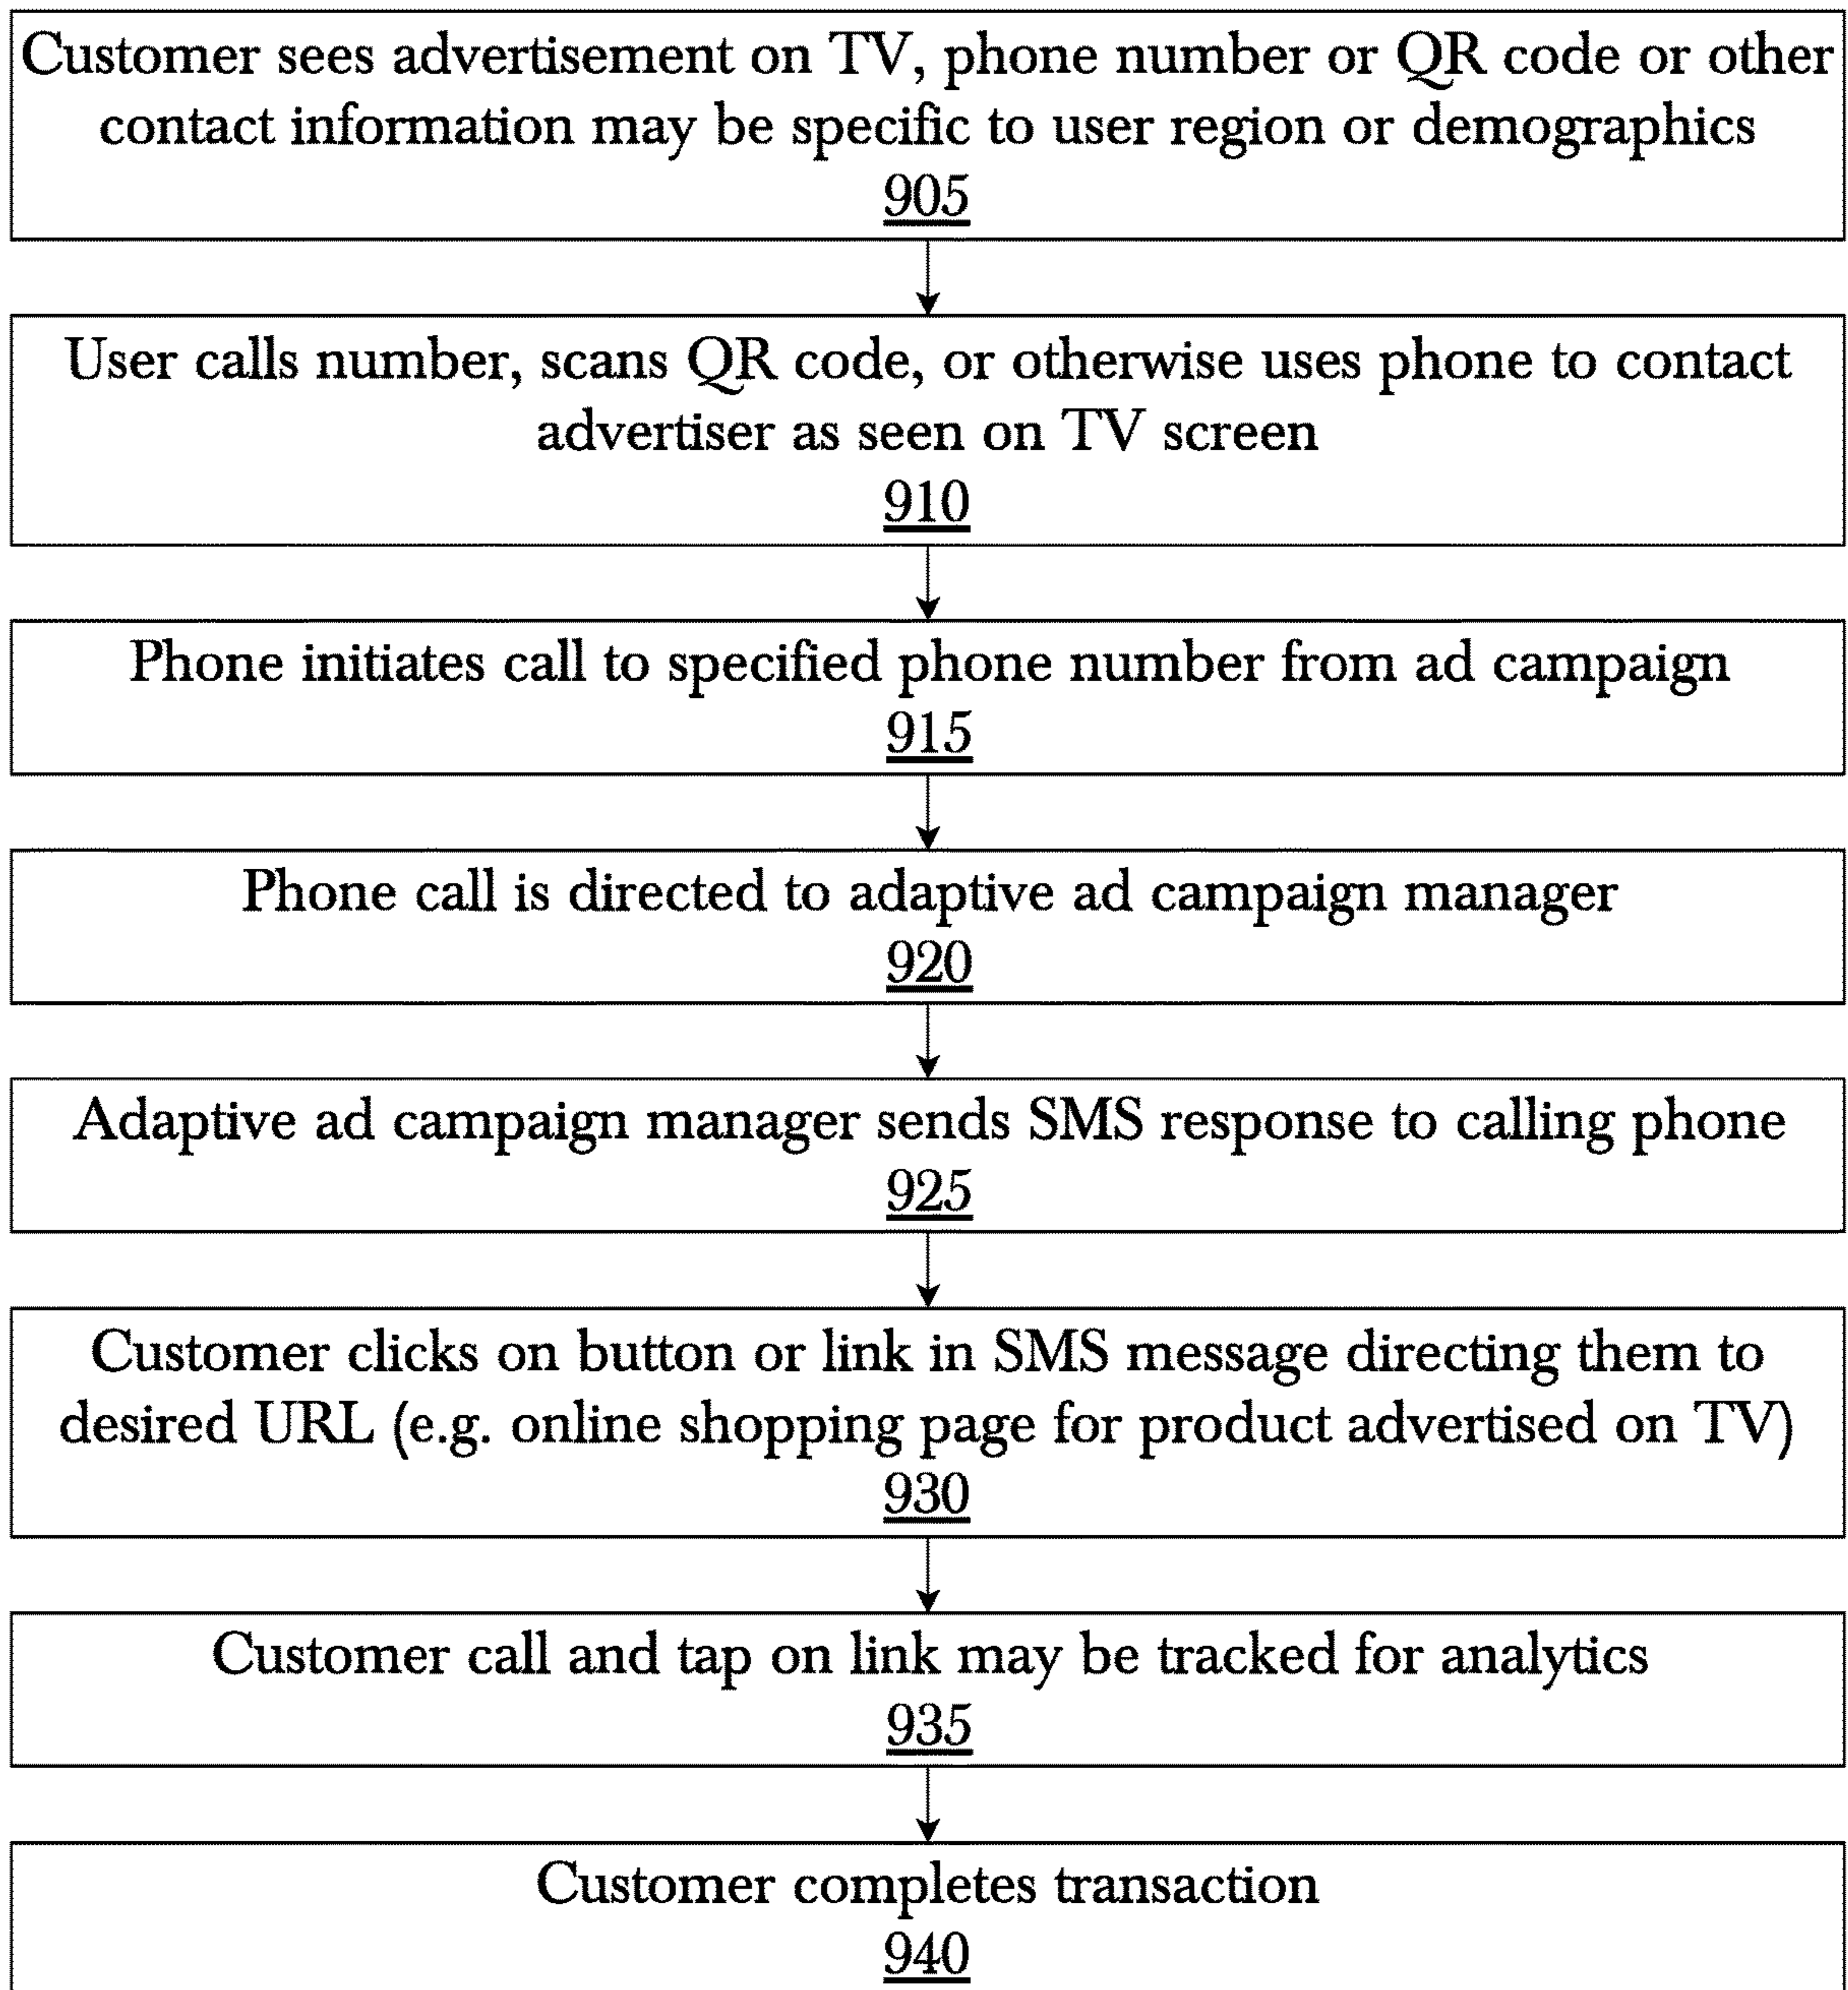 Customer sees advertisement on TV, phone number or QR code or other
contact information may be specific to user region or demographics
905
User calls number, scans QR code, or otherwise uses phone to contact
advertiser as seen on TV screen
910
Phone initiates call to specified phone number from ad campaign
915
Phone call is directed to adaptive ad campaign manager
920
Adaptive ad campaign manager sends SMS response to calling phone
925
Customer clicks on button or link in SMS message directing them to
desired URL (e.g. online shopping page for product advertised on TV)
930
Customer call and tap on link may be tracked for analytics
935
Customer completes transaction
940